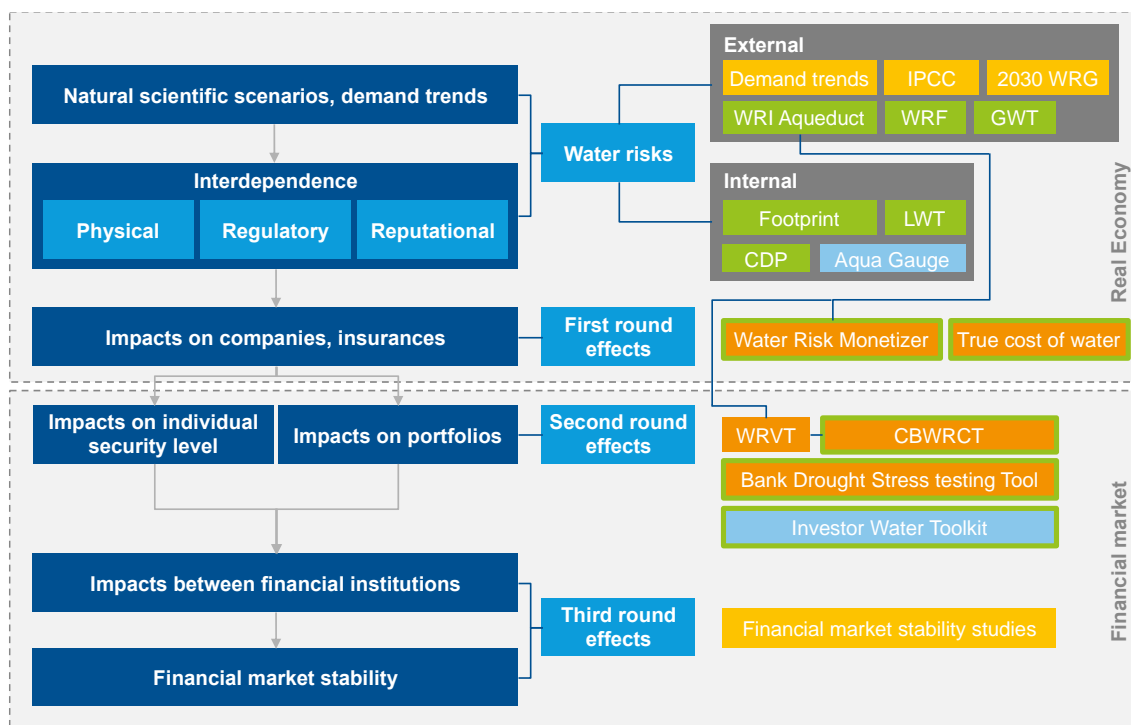 External
Demand trends
IPCC
2030 WRG
WRI Aqueduct
WRF
GWT
Natural scientific scenarios, demand trends
Water risks
Interdependence
Physical
Regulatory
Reputational
Internal
Footprint
LWT
CDP
Aqua Gauge
Real Economy
Impacts on companies, insurances
First round
effects
Water Risk Monetizer
True cost of water
Impacts on individual
security level
Impacts on portfolios
Second round
effects
WRVT
CBWRCT
Bank Drought Stress testing Tool
Investor Water Toolkit
Financial market
Impacts between financial institutions
Third round
effects
Financial market stability studies
Financial market stability